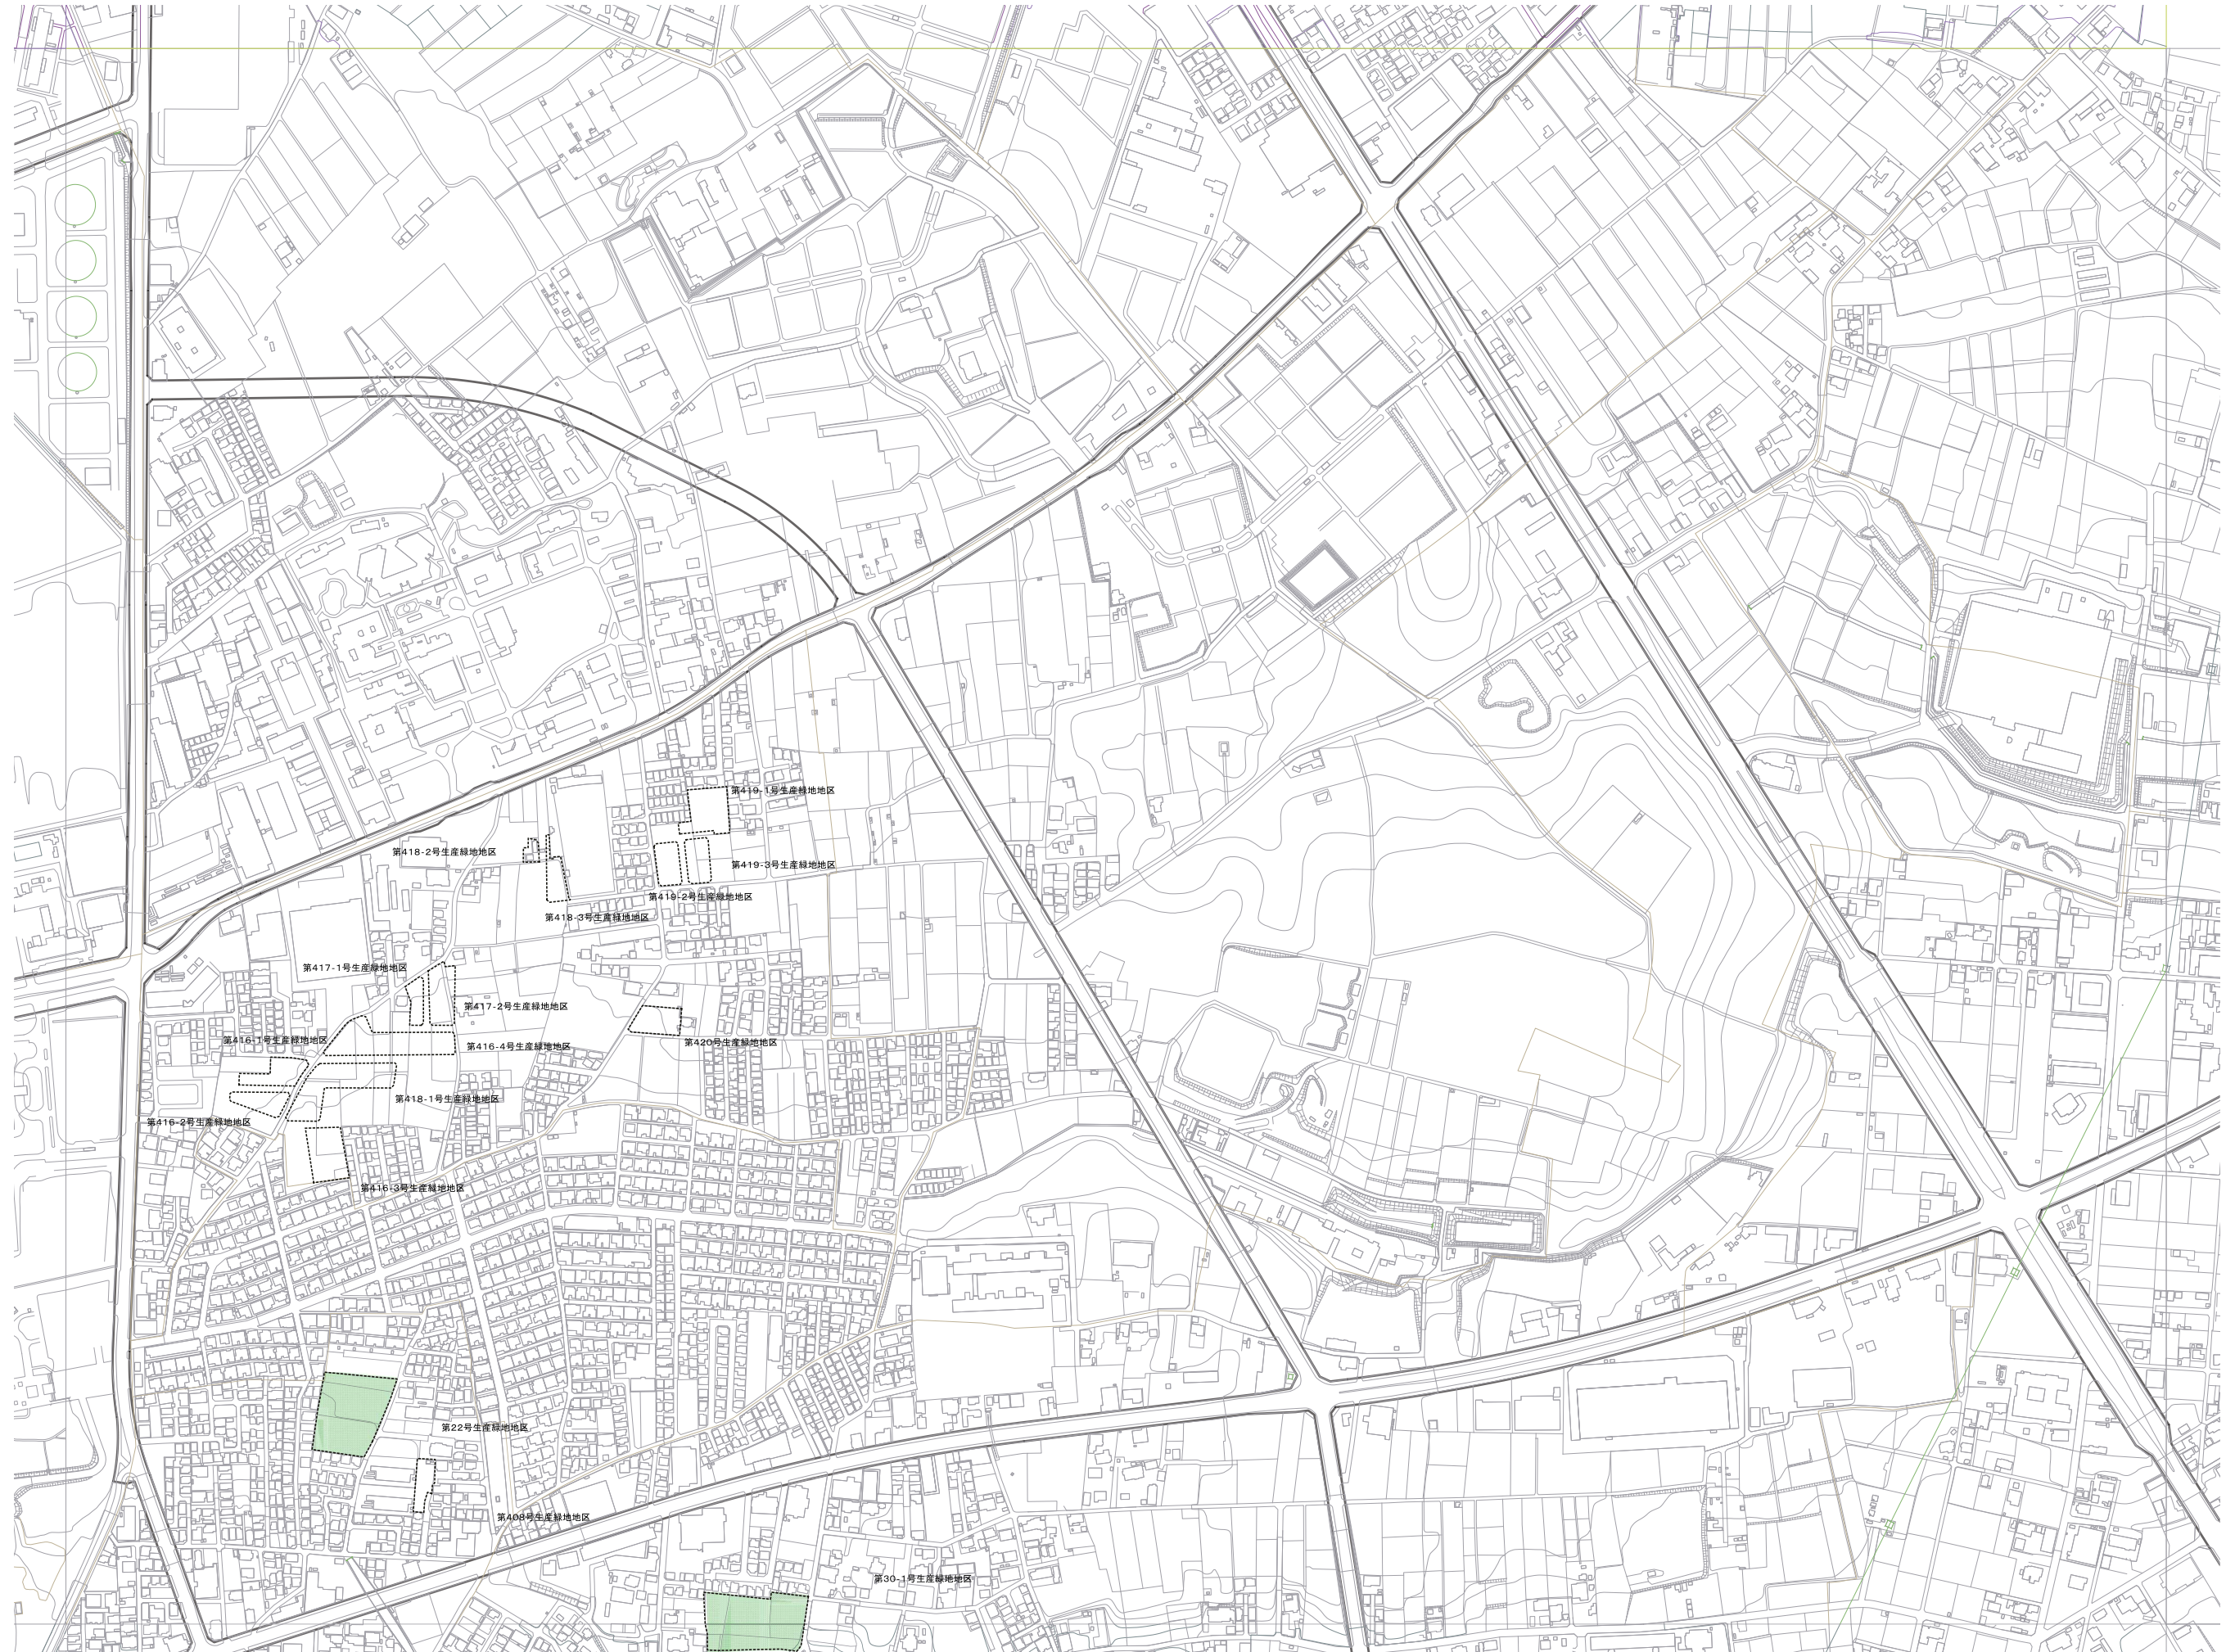 第419-1号生産緑地地区
第418-2号生産緑地地区
第419-3号生産緑地地区
第419-2号生産緑地地区
第418-3号生産緑地地区
第417-1号生産緑地地区
第417-2号生産緑地地区
第416-1号生産緑地地区
第416-4号生産緑地地区
第420号生産緑地地区
第418-1号生産緑地地区
第416-2号生産緑地地区
第416-3号生産緑地地区
第22号生産緑地地区
第408号生産緑地地区
第30-1号生産緑地地区